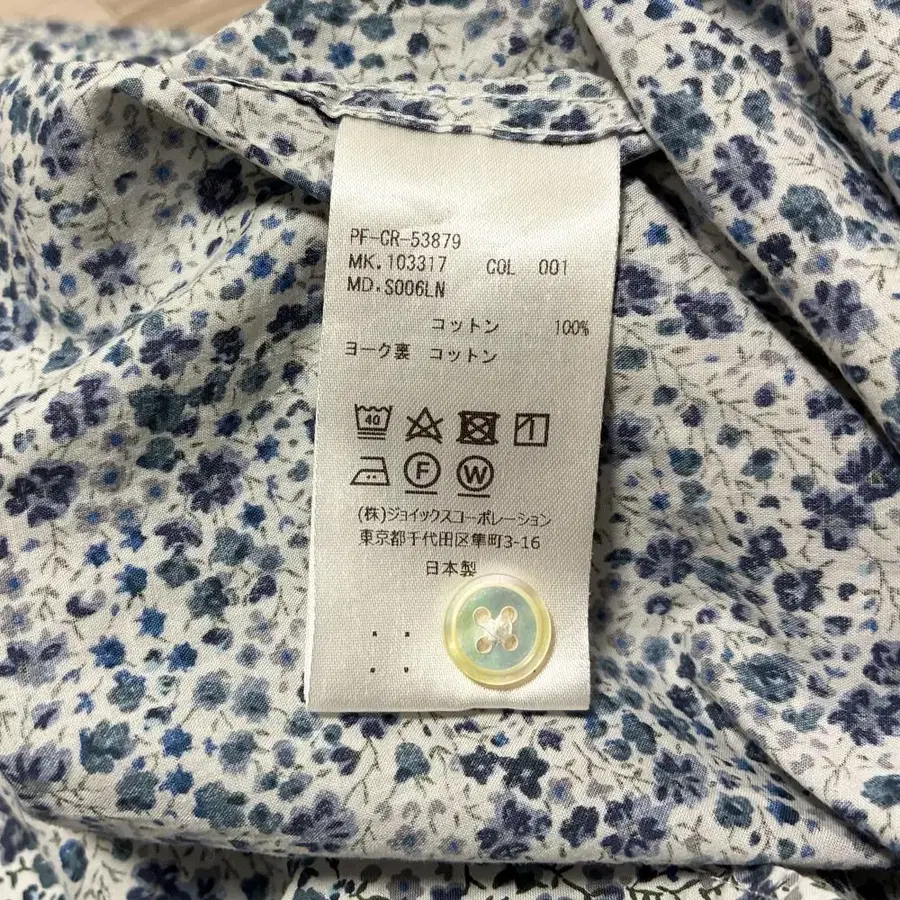 PF-CR-53879
MK.103317 COL 001
MD.S006LN
コットン 100%
ヨーク裏 コットン
40
F W
(株)ジョイックスコーポレーション
東京都千代田区隼町3-16
日本製